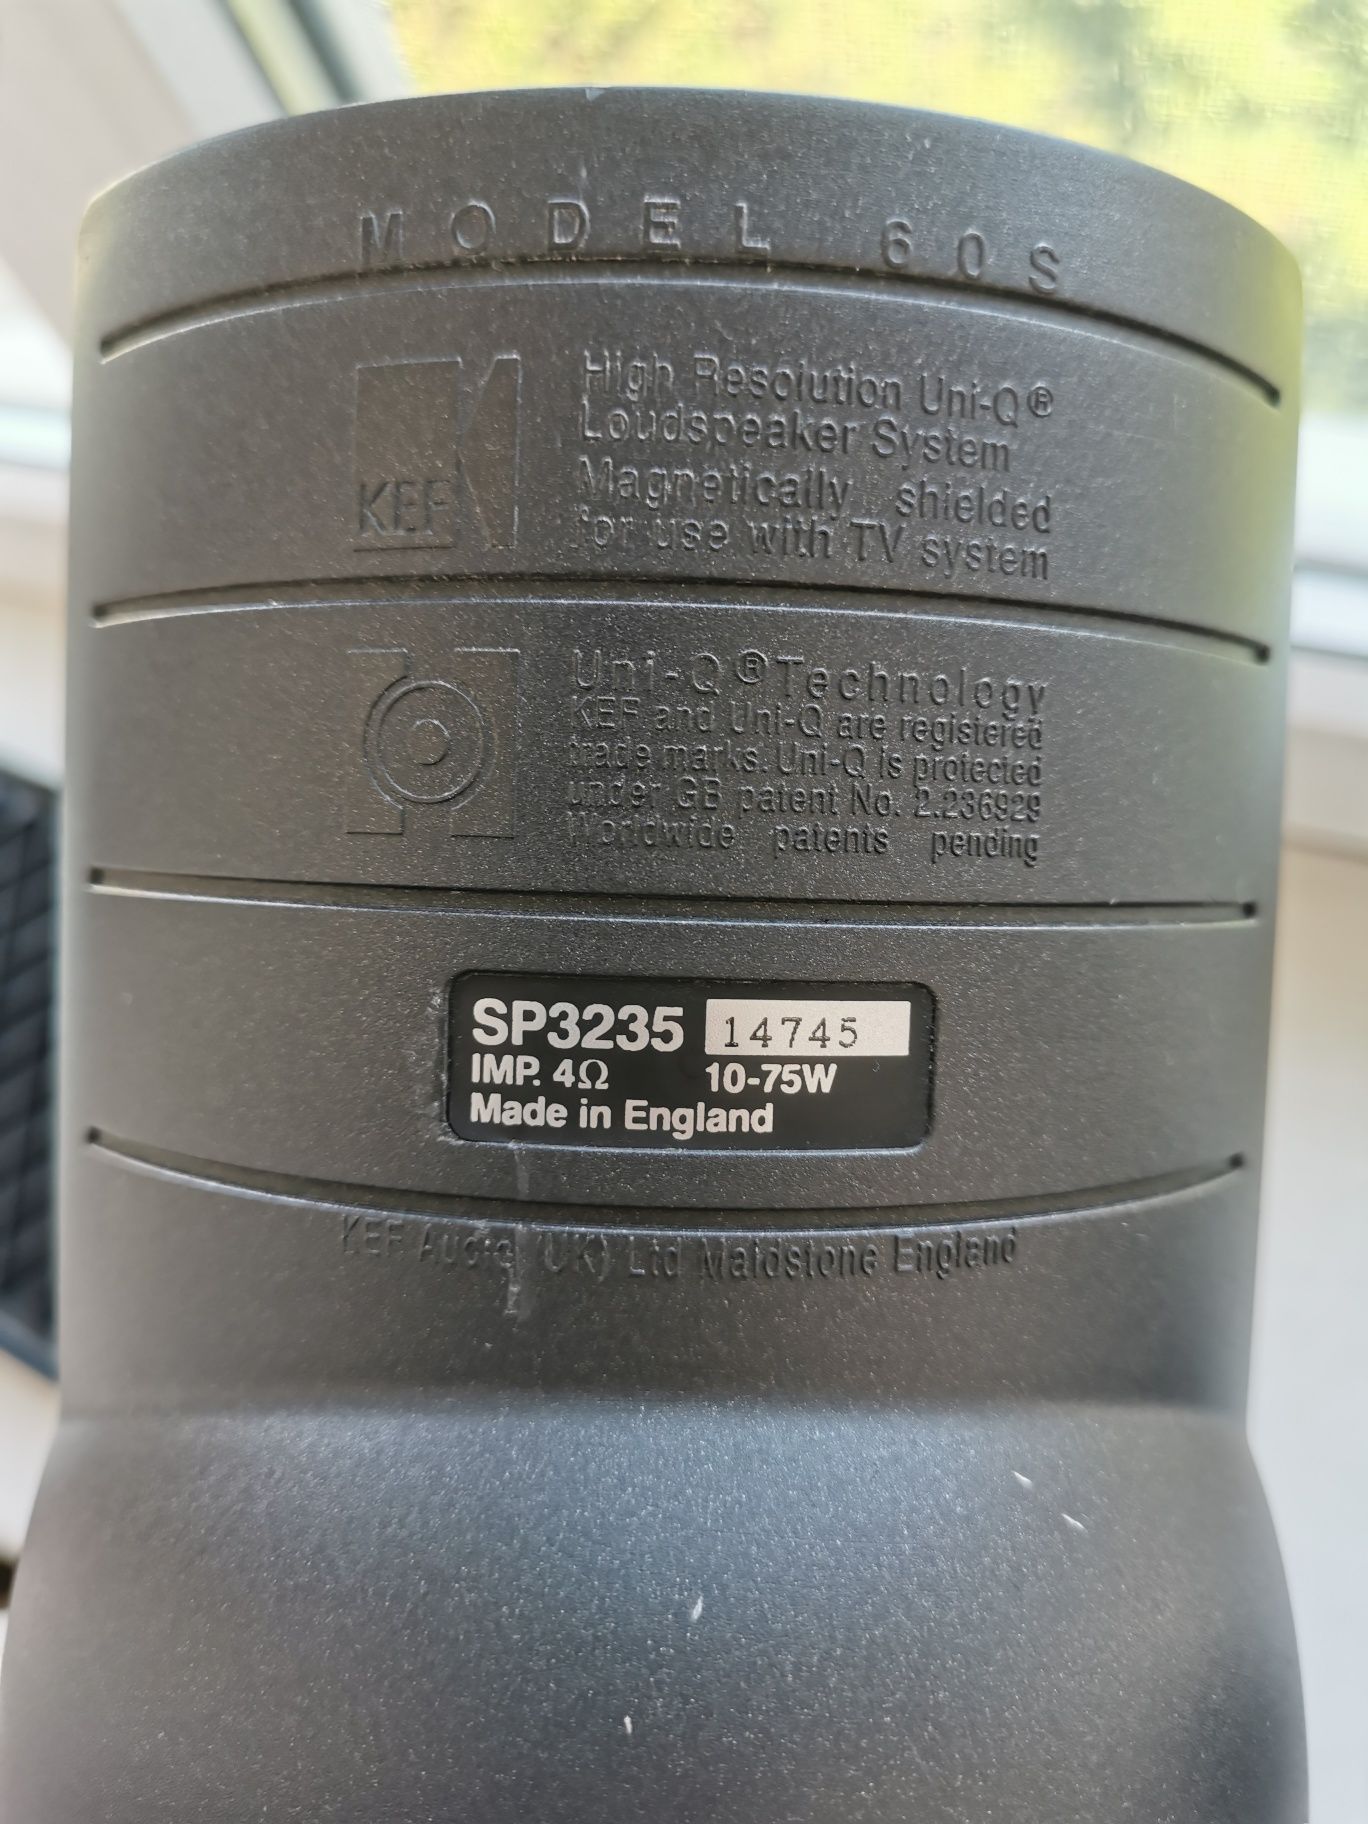 MODEL 60S
KEF
High Resolution Uni-Q®
Loudspeaker System
Magnetically shielded
for use with TV system
Uni-Q® Technology
KEF and Uni-Q are registered
trade marks. Uni-Q is protected
under GB patent No. 2.236929
Worldwide patents pending
SP3235 14745
IMP. 4Ω 10-75W
Made in England
KEF Audio (UK) Ltd Maidstone England